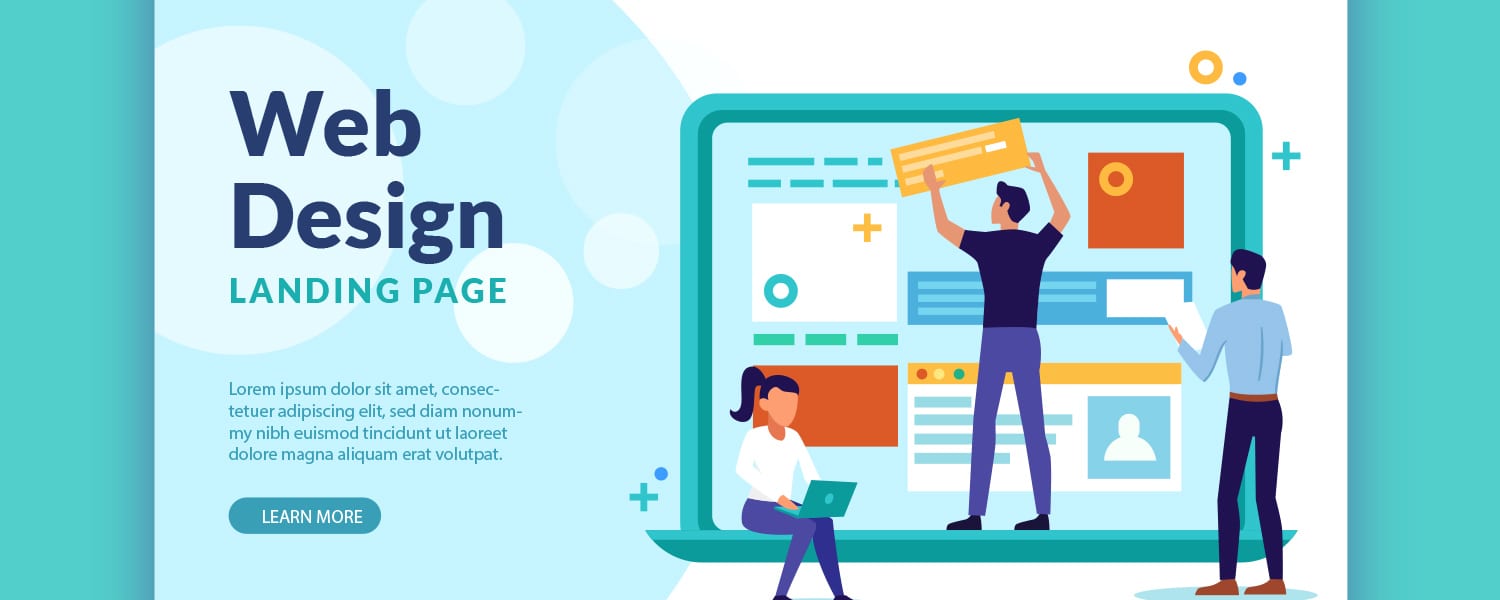 Web
Design
LANDING PAGE
Lorem ipsum dolor sit amet, consec-
tetuer adipiscing elit, sed diam nonum-
my nibh euismod tincidunt ut laoreet
dolore magna aliquam erat volutpat.
LEARN MORE